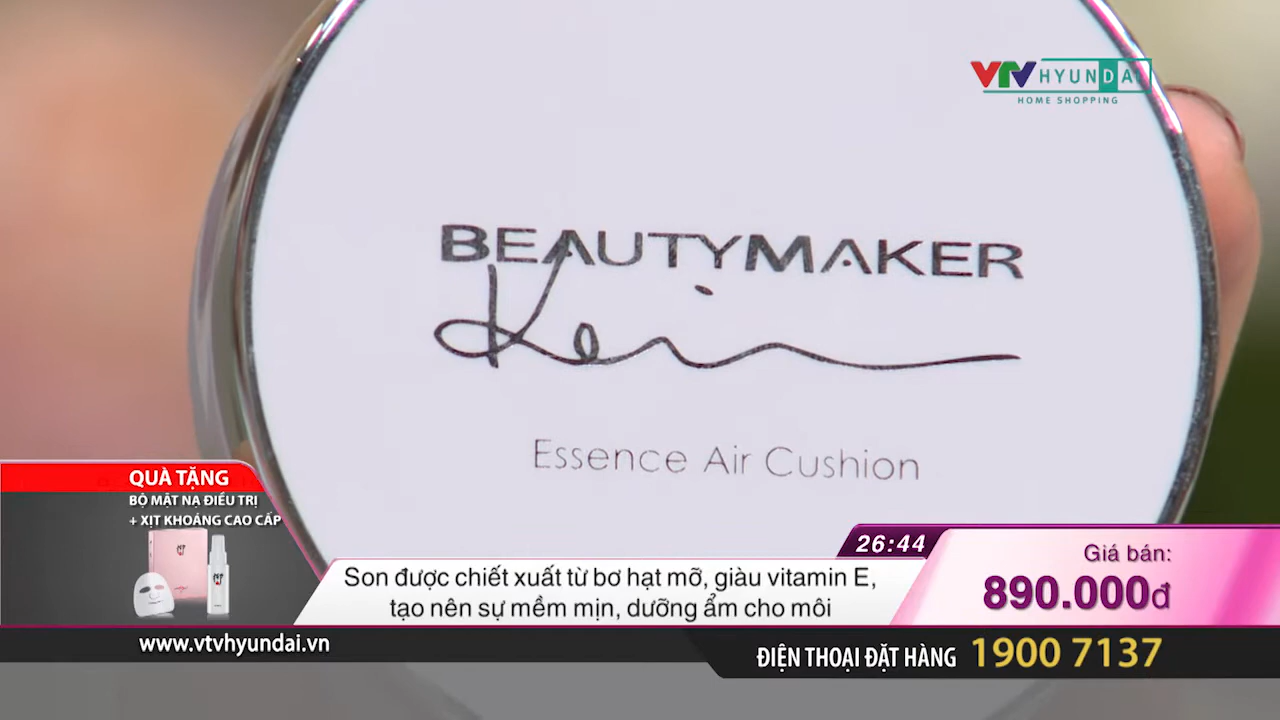 VTV HYUNDAI
HOME SHOPPING
BEAUTYMAKER
Kevin
Essence Air Cushion
QUÀ TẶNG
BỘ MẶT NẠ ĐIỀU TRỊ
+ XỊT KHOÁNG CAO CẤP
26:44
Giá bán:
890.000đ
Son được chiết xuất từ bơ hạt mỡ, giàu vitamin E,
tạo nên sự mềm mịn, dưỡng ẩm cho môi
www.vtvhyundai.vn
ĐIỆN THOẠI ĐẶT HÀNG 1900 7137